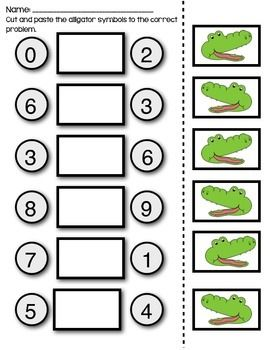 Name: ______________________
Cut and paste the alligator symbols to the correct
problem.
0 2
6 3
3 6
8 9
7 1
5 4